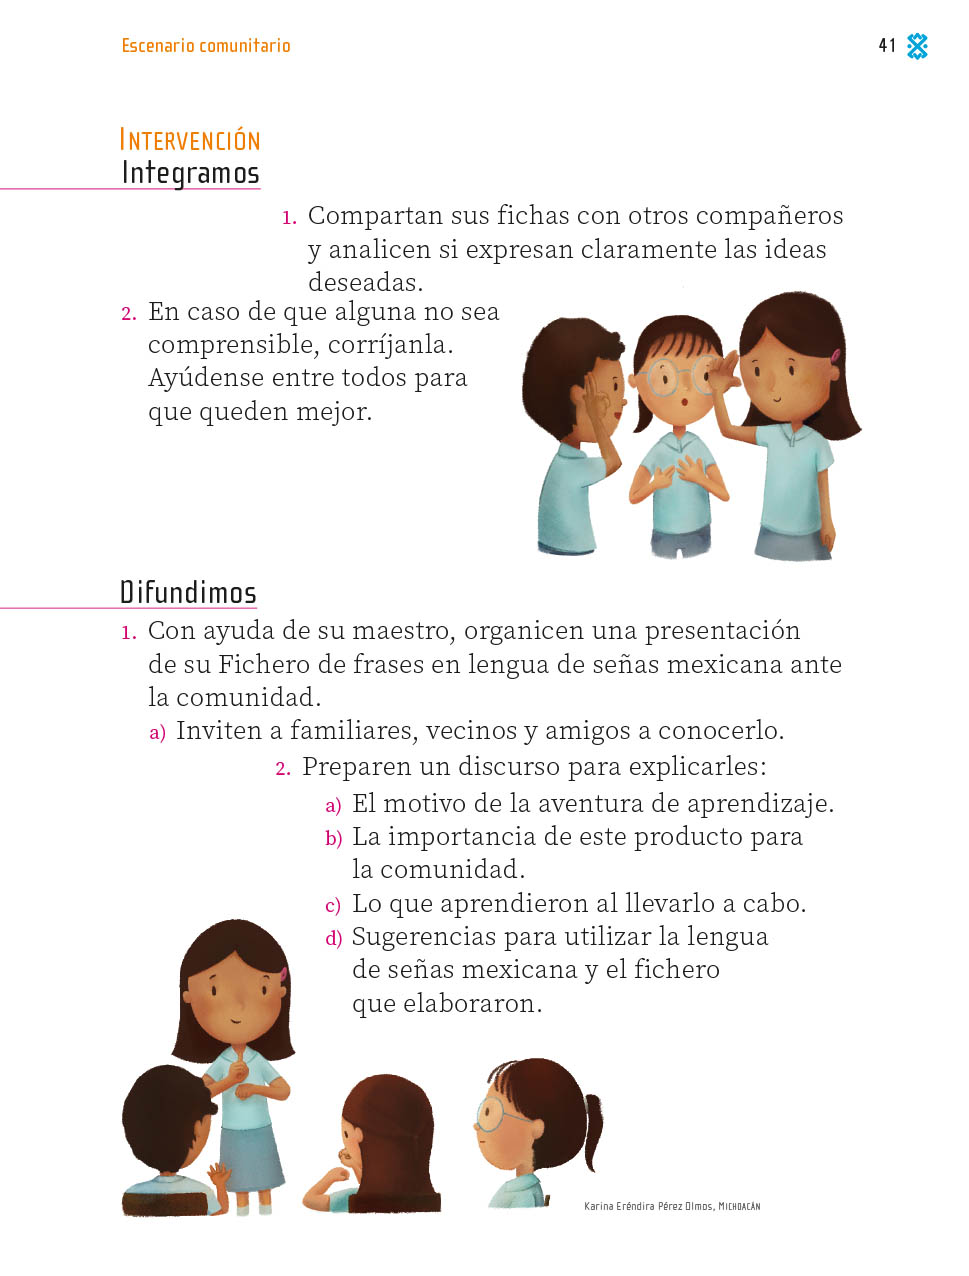 Escenario comunitario
41
INTERVENCIÓN
Integramos
1. Compartan sus fichas con otros compañeros
y analicen si expresan claramente las ideas
deseadas.
2. En caso de que alguna no sea
comprensible, corríjanla.
Ayúdense entre todos para
que queden mejor.
Difundimos
1. Con ayuda de su maestro, organicen una presentación
de su Fichero de frases en lengua de señas mexicana ante
la comunidad.
a) Inviten a familiares, vecinos y amigos a conocerlo.
2. Preparen un discurso para explicarles:
a) El motivo de la aventura de aprendizaje.
b) La importancia de este producto para
la comunidad.
c) Lo que aprendieron al llevarlo a cabo.
d) Sugerencias para utilizar la lengua
de señas mexicana y el fichero
que elaboraron.
Karina Eréndira Pérez Olmos, MICHOACÁN